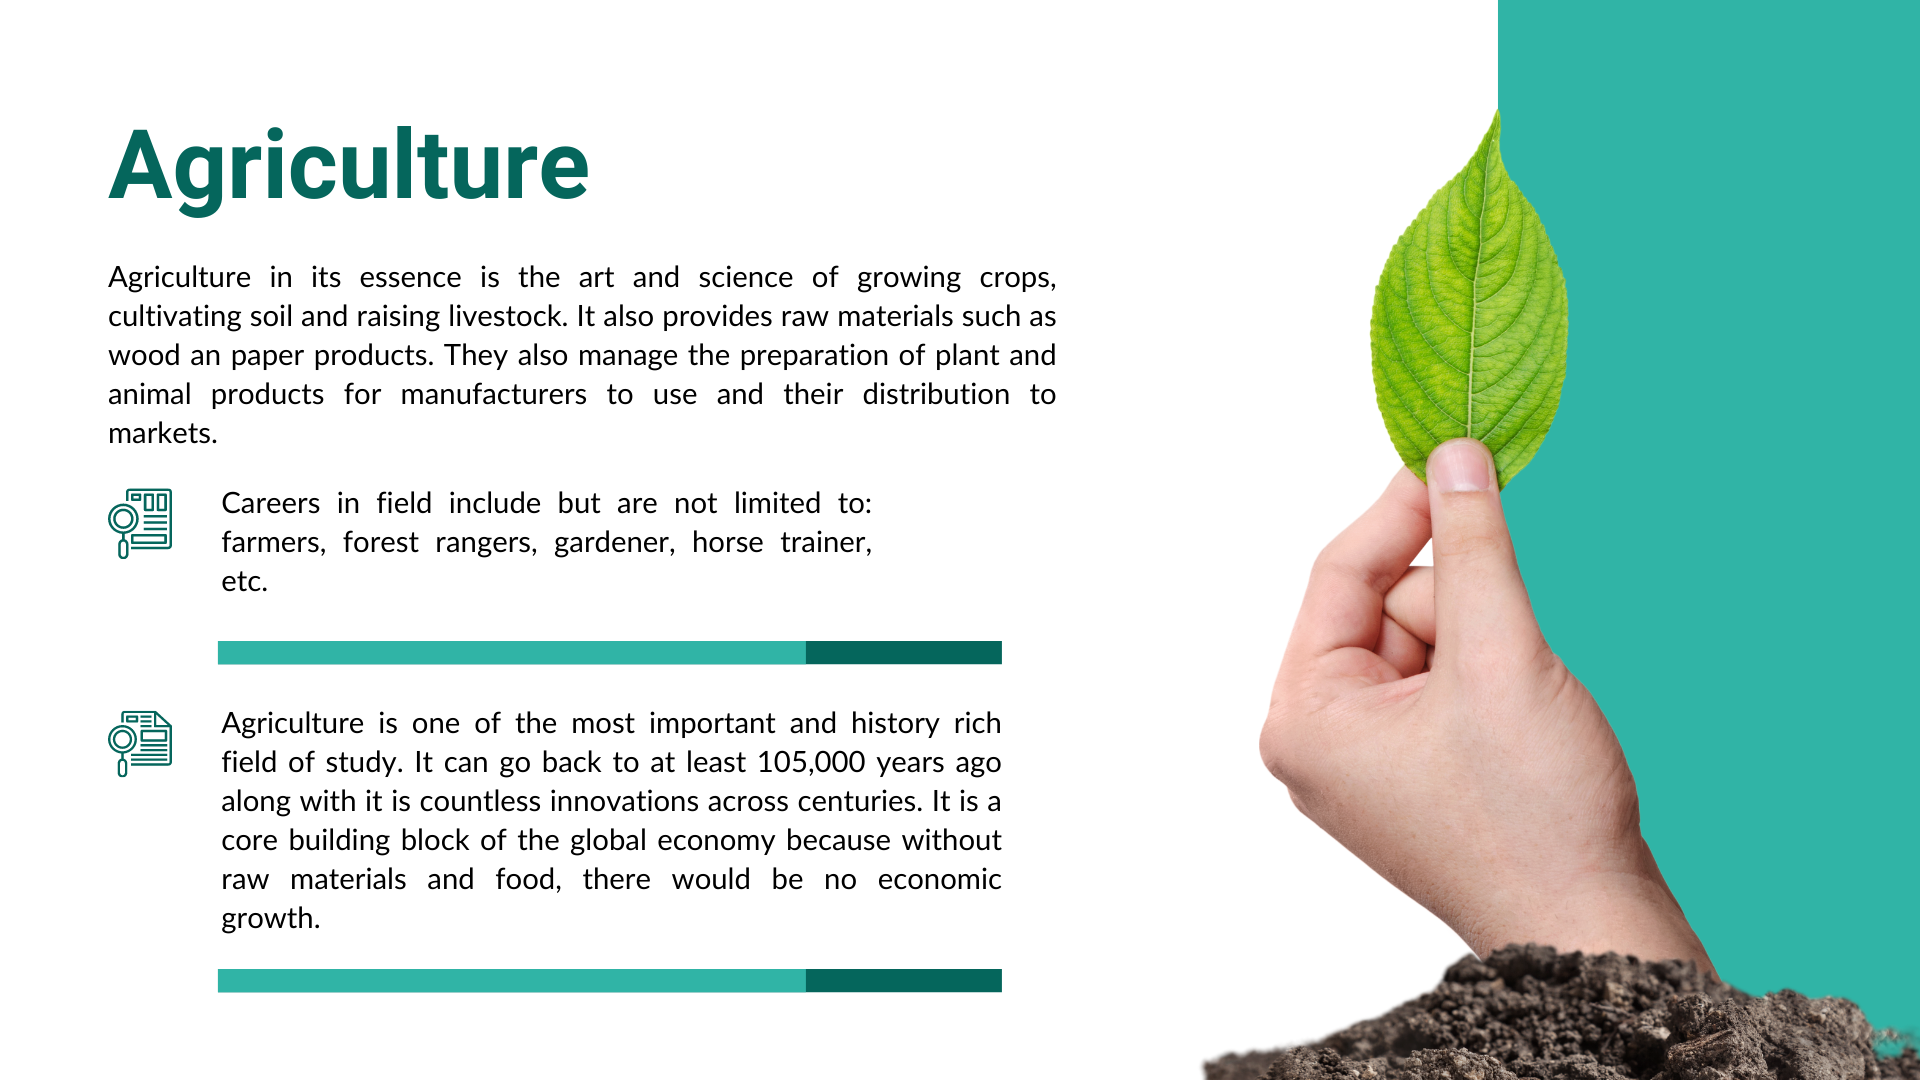 Agriculture
Agriculture in its essence is the art and science of growing crops,
cultivating soil and raising livestock. It also provides raw materials such as
wood an paper products. They also manage the preparation of plant and
animal products for manufacturers to use and their distribution to
markets.
Careers in field include but are not limited to:
farmers, forest rangers, gardener, horse trainer,
etc.
Agriculture is one of the most important and history rich
field of study. It can go back to at least 105,000 years ago
along with it is countless innovations across centuries. It is a
core building block of the global economy because without
raw materials and food, there would be no economic
growth.